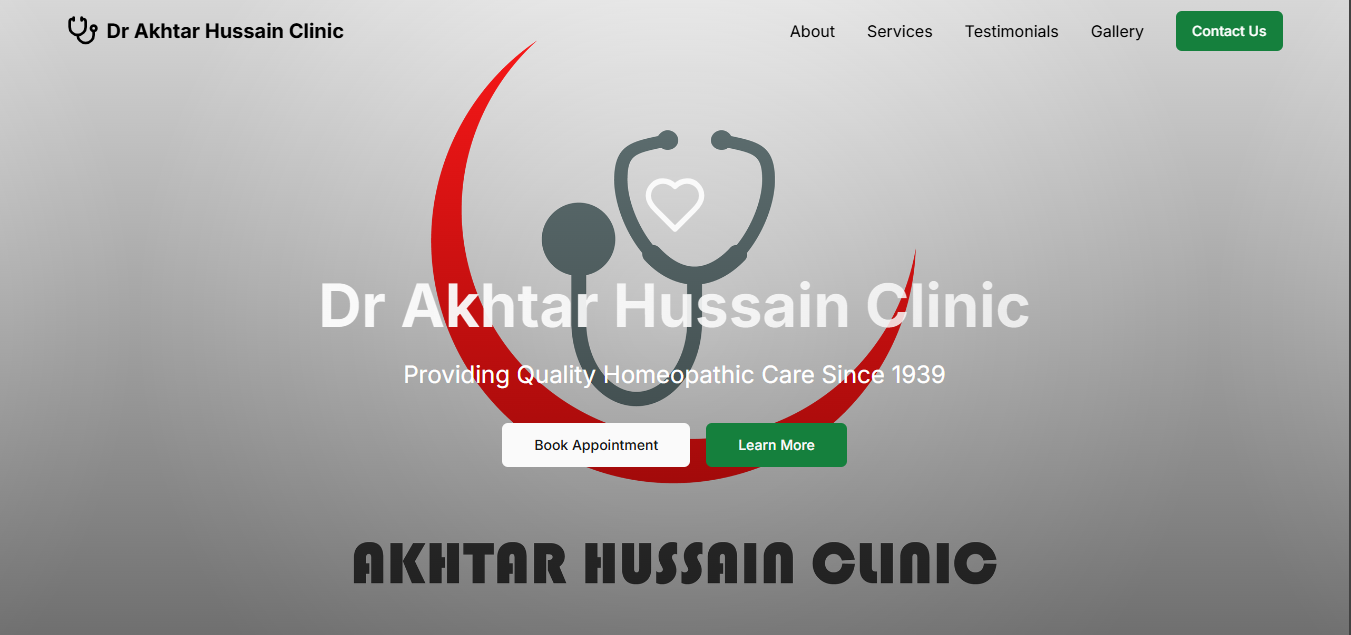 Dr Akhtar Hussain Clinic
About
Services
Testimonials
Gallery
Contact Us
Dr Akhtar Hussain Clinic
Providing Quality Homeopathic Care Since 1939
Book Appointment
Learn More
AKHTAR HUSSAIN CLINIC